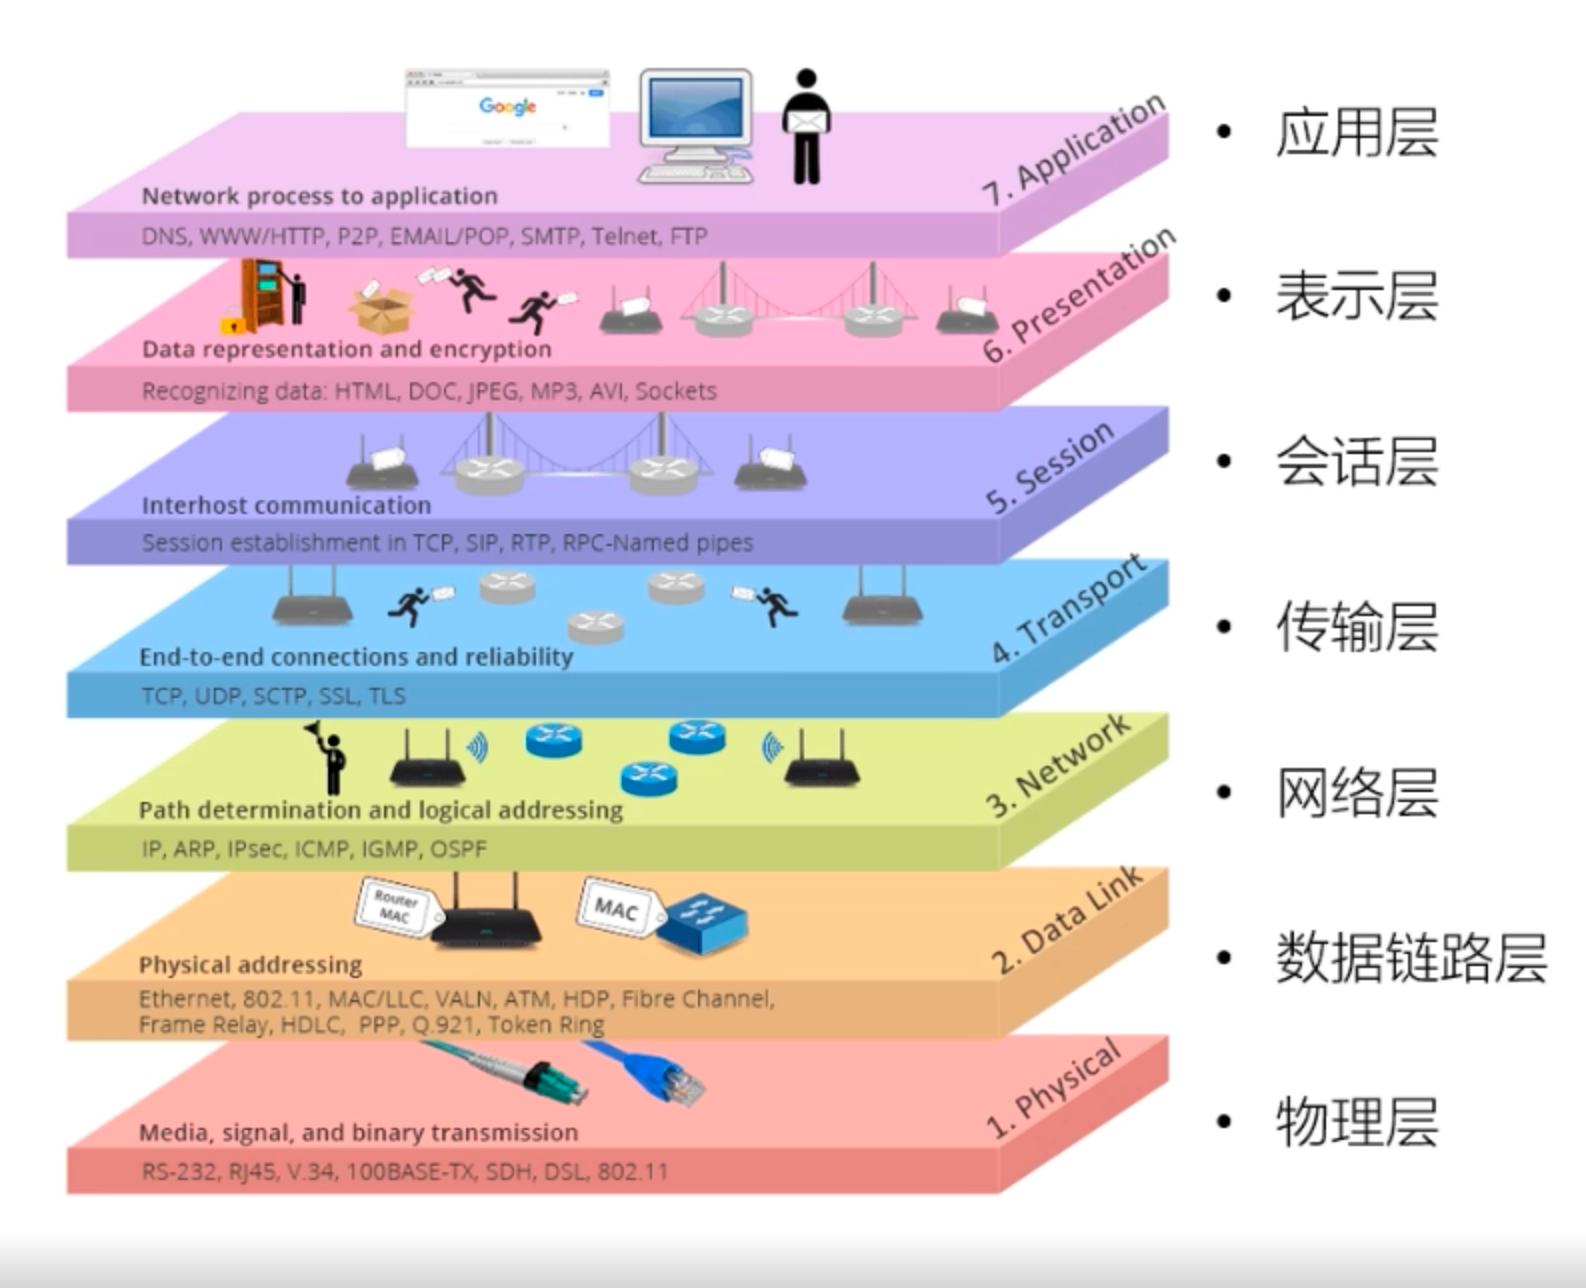 Google
7. Application
• 应用层
Network process to application
DNS, WWW/HTTP, P2P, EMAIL/POP, SMTP, Telnet, FTP
6. Presentation
• 表示层
Data representation and encryption
Recognizing data: HTML, DOC, JPEG, MP3, AVI, Sockets
5. Session
• 会话层
Interhost communication
Session establishment in TCP, SIP, RTP, RPC-Named pipes
4. Transport
• 传输层
End-to-end connections and reliability
TCP, UDP, SCTP, SSL, TLS
3. Network
• 网络层
Path determination and logical addressing
IP, ARP, IPsec, ICMP, IGMP, OSPF
Router
MAC
MAC
2. Data Link
• 数据链路层
Physical addressing
Ethernet, 802.11, MAC/LLC, VALN, ATM, HDP, Fibre Channel,
Frame Relay, HDLC, PPP, Q.921, Token Ring
1. Physical
• 物理层
Media, signal, and binary transmission
RS-232, RJ45, V.34, 100BASE-TX, SDH, DSL, 802.11